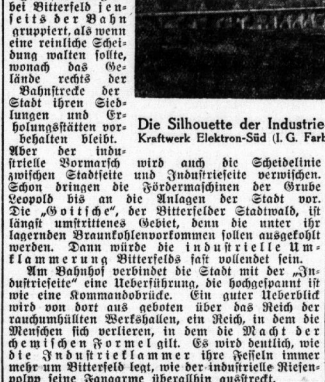 bei Bitterfeld jen-
seits der Bahn
gruppiert, als wenn
eine reinliche Schei-
dung walten sollte,
wonach das Ge-
lände rechts der
Bahnstrecke der
Stadt ihren Sied-
lungen und Er-
holungsstätten vor-
behalten bleibt.
Aber der indu-
Die Silhouette der Industrie
Kraftwerk Elektron-Süd (I. G. Farb
strielle Vormarsch wird auch die Scheidelinie
zwischen Stadtseite und Industrieseite verwischen.
Schon dringen die Fördermaschinen der Grube
Leopold bis an die Anlagen der Stadt vor.
Die „Goitsche", der Bitterfelder Stadtwald, ist
längst umstrittenes Gebiet, denn die unter ihr
lagernden Braunkohlenvorkommen sollen ausgekohlt
werden. Dann würde die industrielle Um-
klammerung Bitterfelds fast vollendet sein.
Am Bahnhof verbindet die Stadt mit der „In-
dustrieseite" eine Ueberführung, die hochgespannt ist
wie eine Kommandobrücke. Ein guter Ueberblick
wird von dort aus geboten über das Reich der
rauchumhüllten Werkshallen, ein Reich, in dem die
Menschen sich verlieren, in dem die Macht der
chemischen Formel gilt. Es wird deutlich, wie
die Industrieklammer ihre Fesseln immer
mehr um Bitterfeld legt, wie der industrielle Riesen-
polyp seine Fangarme überallhin ausstreckt.